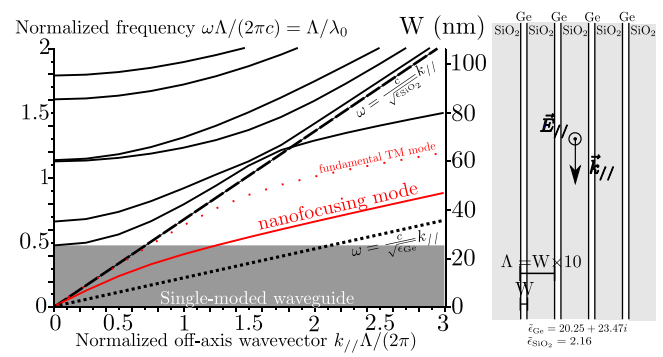 Normalized frequency ωΛ/(2πc) = Λ/λ₀
W (nm)
2
1.5
1
0.5
0
100
80
60
40
20
0
ω = c/√ϵSiO₂ k//
fundamental TM mode
nanofocusing mode
ω = c/√ϵGe k//
Single-moded waveguide
0 0.5 1 1.5 2 2.5 3
Normalized off-axis wavevector k//Λ/(2π)
Ge Ge Ge Ge
SiO₂ SiO₂ SiO₂ SiO₂ SiO₂
E⃗//
k⃗//
Λ = W×10
W
ϵ̃Ge = 20.25 + 23.47i
ϵ̃SiO₂ = 2.16